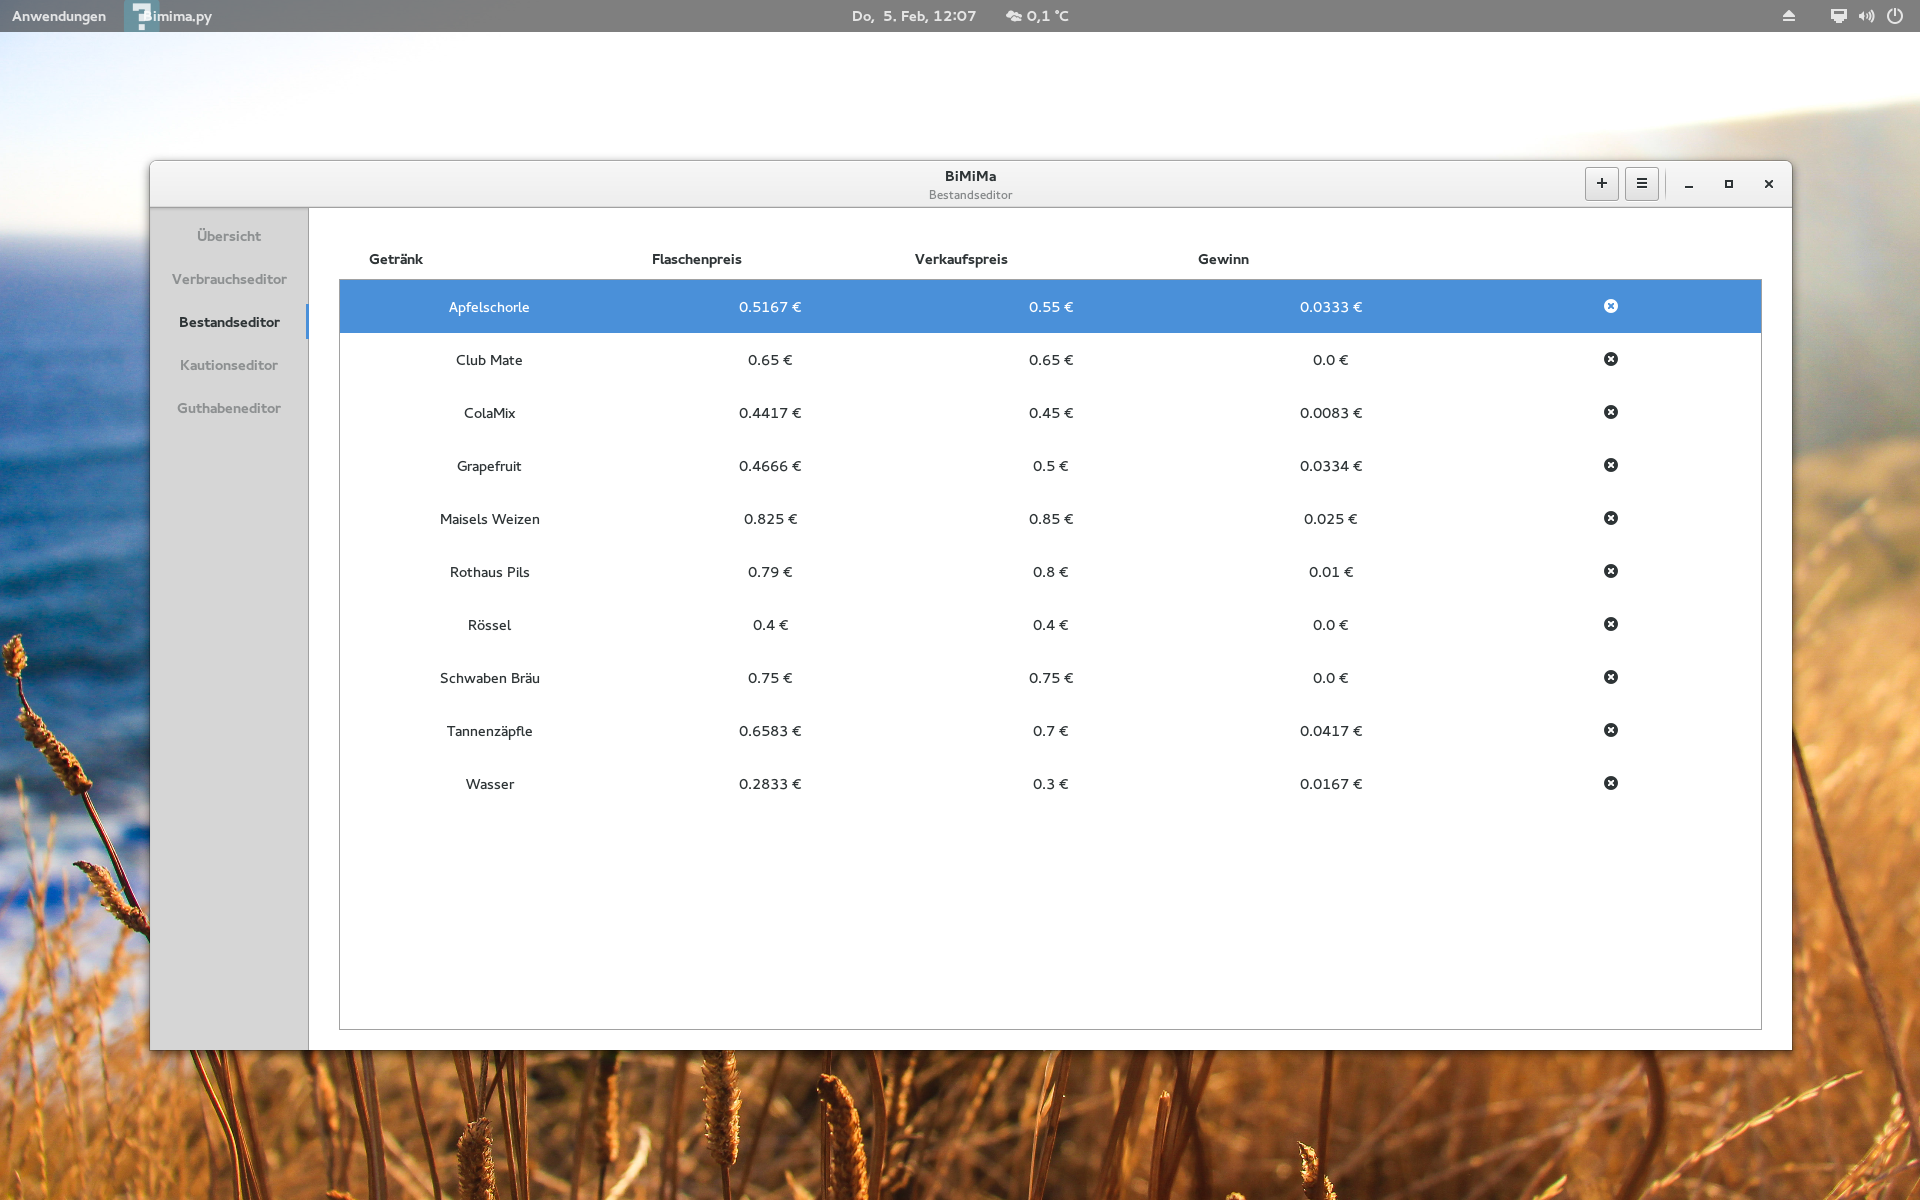 Anwendungen Bimima.py Do, 5. Feb, 12:07 0,1 °C
BiMiMa
Bestandseditor
Übersicht
Verbrauchseditor
Bestandseditor
Kautionseditor
Guthabeneditor
Getränk Flaschenpreis Verkaufspreis Gewinn
Apfelschorle 0.5167 € 0.55 € 0.0333 €
Club Mate 0.65 € 0.65 € 0.0 €
ColaMix 0.4417 € 0.45 € 0.0083 €
Grapefruit 0.4666 € 0.5 € 0.0334 €
Maisels Weizen 0.825 € 0.85 € 0.025 €
Rothaus Pils 0.79 € 0.8 € 0.01 €
Rössel 0.4 € 0.4 € 0.0 €
Schwaben Bräu 0.75 € 0.75 € 0.0 €
Tannenzäpfle 0.6583 € 0.7 € 0.0417 €
Wasser 0.2833 € 0.3 € 0.0167 €